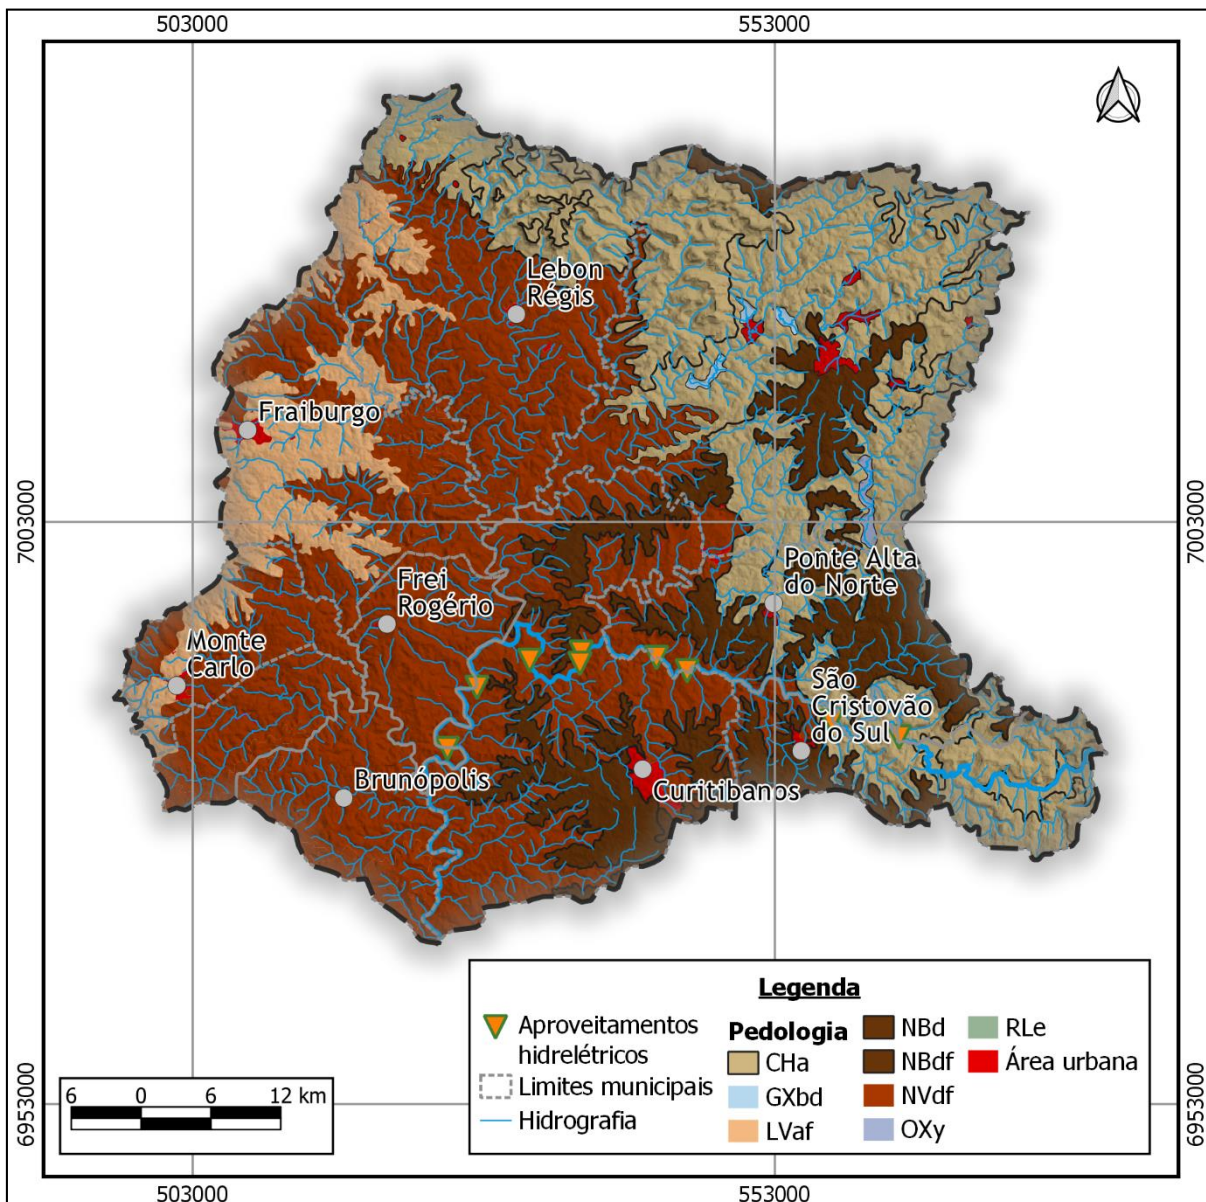 503000
553000
Lebon
Régis
Fraiburgo
7003000
7003000
Ponte Alta
do Norte
Frei
Rogério
Monte
Carlo
São
Cristovão
do Sul
Brunópolis
Curitibanos
Legenda
Aproveitamentos
hidrelétricos
Limites municipais
Hidrografia
Pedologia
CHa
GXbd
LVaf
NBd
NBdf
NVdf
OXy
RLe
Área urbana
6 0 6 12 km
6953000
6953000
503000
553000